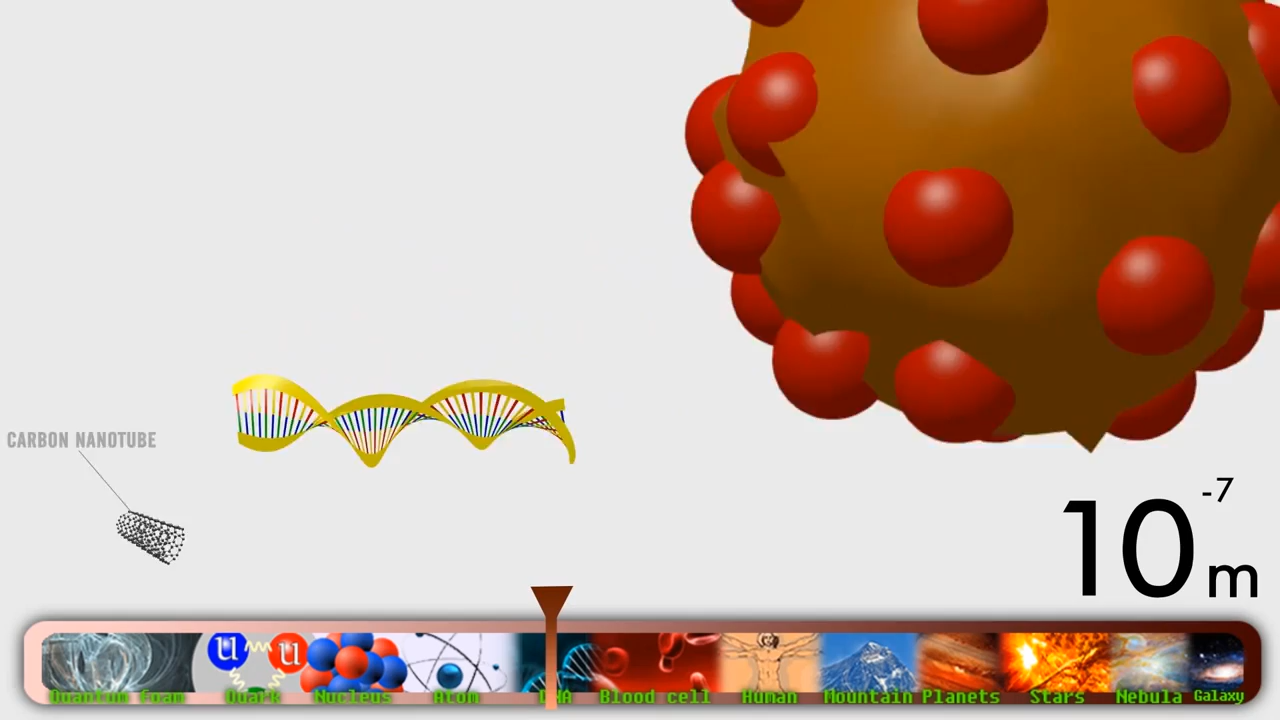 CARBON NANOTUBE
10⁻⁷ m
u u
Quantum foam Quark Nucleus Atom DNA Blood cell Human Mountain Planets Stars Nebula Galaxy